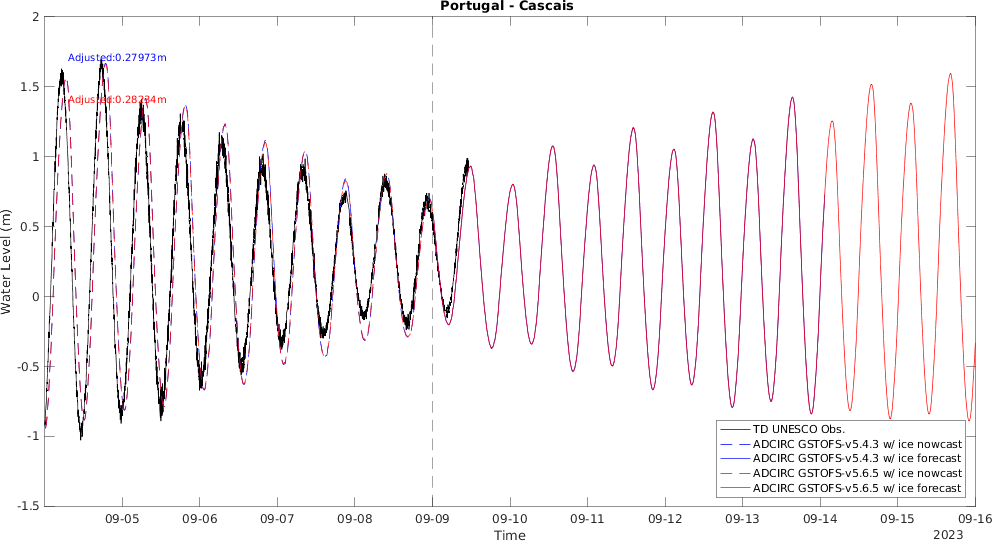 Portugal - Cascais
2
1.5
1
0.5
0
-0.5
-1
-1.5
Water Level (m)
Adjusted:0.27973m
Adjusted:0.28234m
TD UNESCO Obs.
ADCIRC GSTOFS-v5.4.3 w/ ice nowcast
ADCIRC GSTOFS-v5.4.3 w/ ice forecast
ADCIRC GSTOFS-v5.6.5 w/ ice nowcast
ADCIRC GSTOFS-v5.6.5 w/ ice forecast
09-05 09-06 09-07 09-08 09-09 09-10 09-11 09-12 09-13 09-14 09-15 09-16
Time
2023